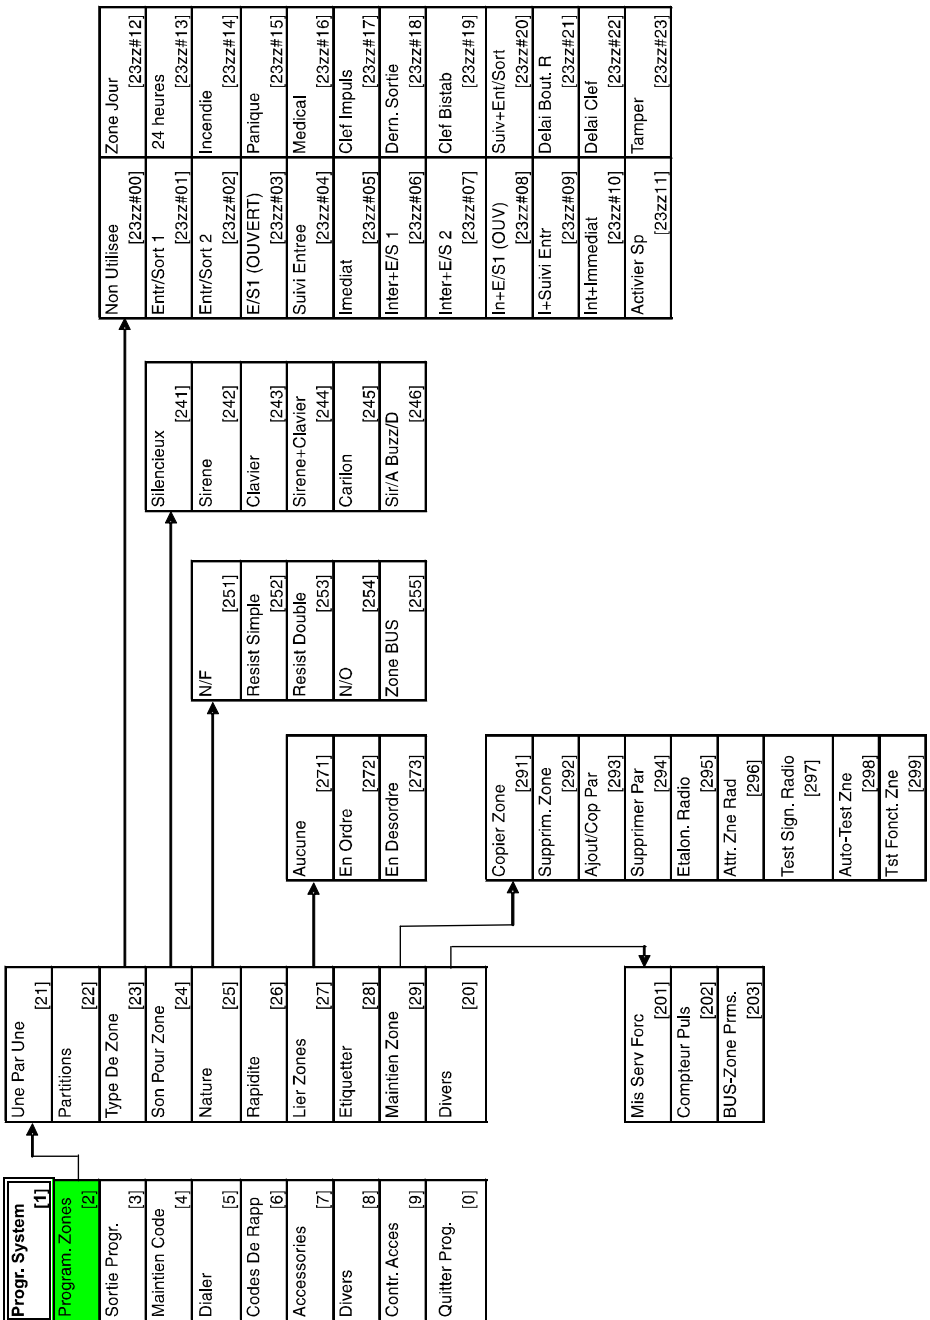 Progr. System
[1]
Program. Zones
[2]
Sortie Progr.
[3]
Maintien Code
[4]
Dialer
[5]
Codes De Rapp
[6]
Accessories
[7]
Divers
[8]
Contr. Acces
[9]
Quitter Prog.
[0]
Une Par Une
[21]
Partitions
[22]
Type De Zone
[23]
Son Pour Zone
[24]
Nature
[25]
Rapidite
[26]
Lier Zones
[27]
Etiquetter
[28]
Maintien Zone
[29]
Divers
[20]
Mis Serv Forc
[201]
Compteur Puls
[202]
BUS-Zone Prms.
[203]
Aucune
[271]
En Ordre
[272]
En Desordre
[273]
Copier Zone
[291]
Supprim. Zone
[292]
Ajout/Cop Par
[293]
Supprimer Par
[294]
Etalon. Radio
[295]
Attr. Zne Rad
[296]
Test Sign. Radio
[297]
Auto-Test Zne
[298]
Tst Fonct. Zne
[299]
N/F
[251]
Resist Simple
[252]
Resist Double
[253]
N/O
[254]
Zone BUS
[255]
Silencieux
[241]
Sirene
[242]
Clavier
[243]
Sirene+Clavier
[244]
Carilon
[245]
Sir/A Buzz/D
[246]
Non Utilisee
[23zz#00]
Entr/Sort 1
[23zz#01]
Entr/Sort 2
[23zz#02]
E/S1 (OUVERT)
[23zz#03]
Suivi Entree
[23zz#04]
Imediat
[23zz#05]
Inter+E/S 1
[23zz#06]
Inter+E/S 2
[23zz#07]
In+E/S1 (OUV)
[23zz#08]
I+Suivi Entr
[23zz#09]
Int+Immediat
[23zz#10]
Activier Sp
[23zz11]
Zone Jour
[23zz#12]
24 heures
[23zz#13]
Incendie
[23zz#14]
Panique
[23zz#15]
Medical
[23zz#16]
Clef Impuls
[23zz#17]
Dern. Sortie
[23zz#18]
Clef Bistab
[23zz#19]
Suiv+Ent/Sort
[23zz#20]
Delai Bout. R
[23zz#21]
Delai Clef
[23zz#22]
Tamper
[23zz#23]